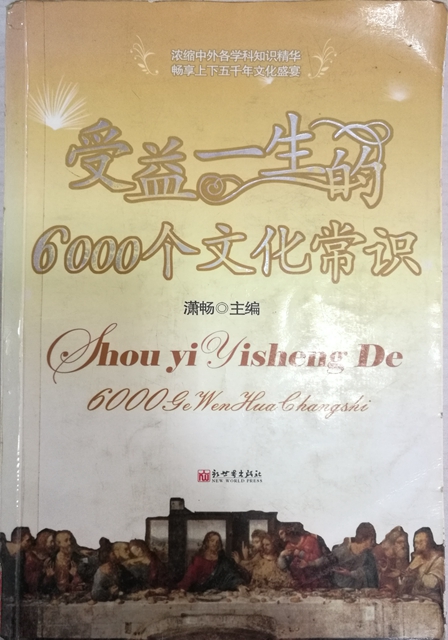 浓缩中外各学科知识精华
畅享上下五千年文化盛宴
受益一生的
6000个文化常识
潇畅◎主编
Shou yi Yisheng De
6000GeWenHuaChangshi
新世界出版社
NEW WORLD PRESS